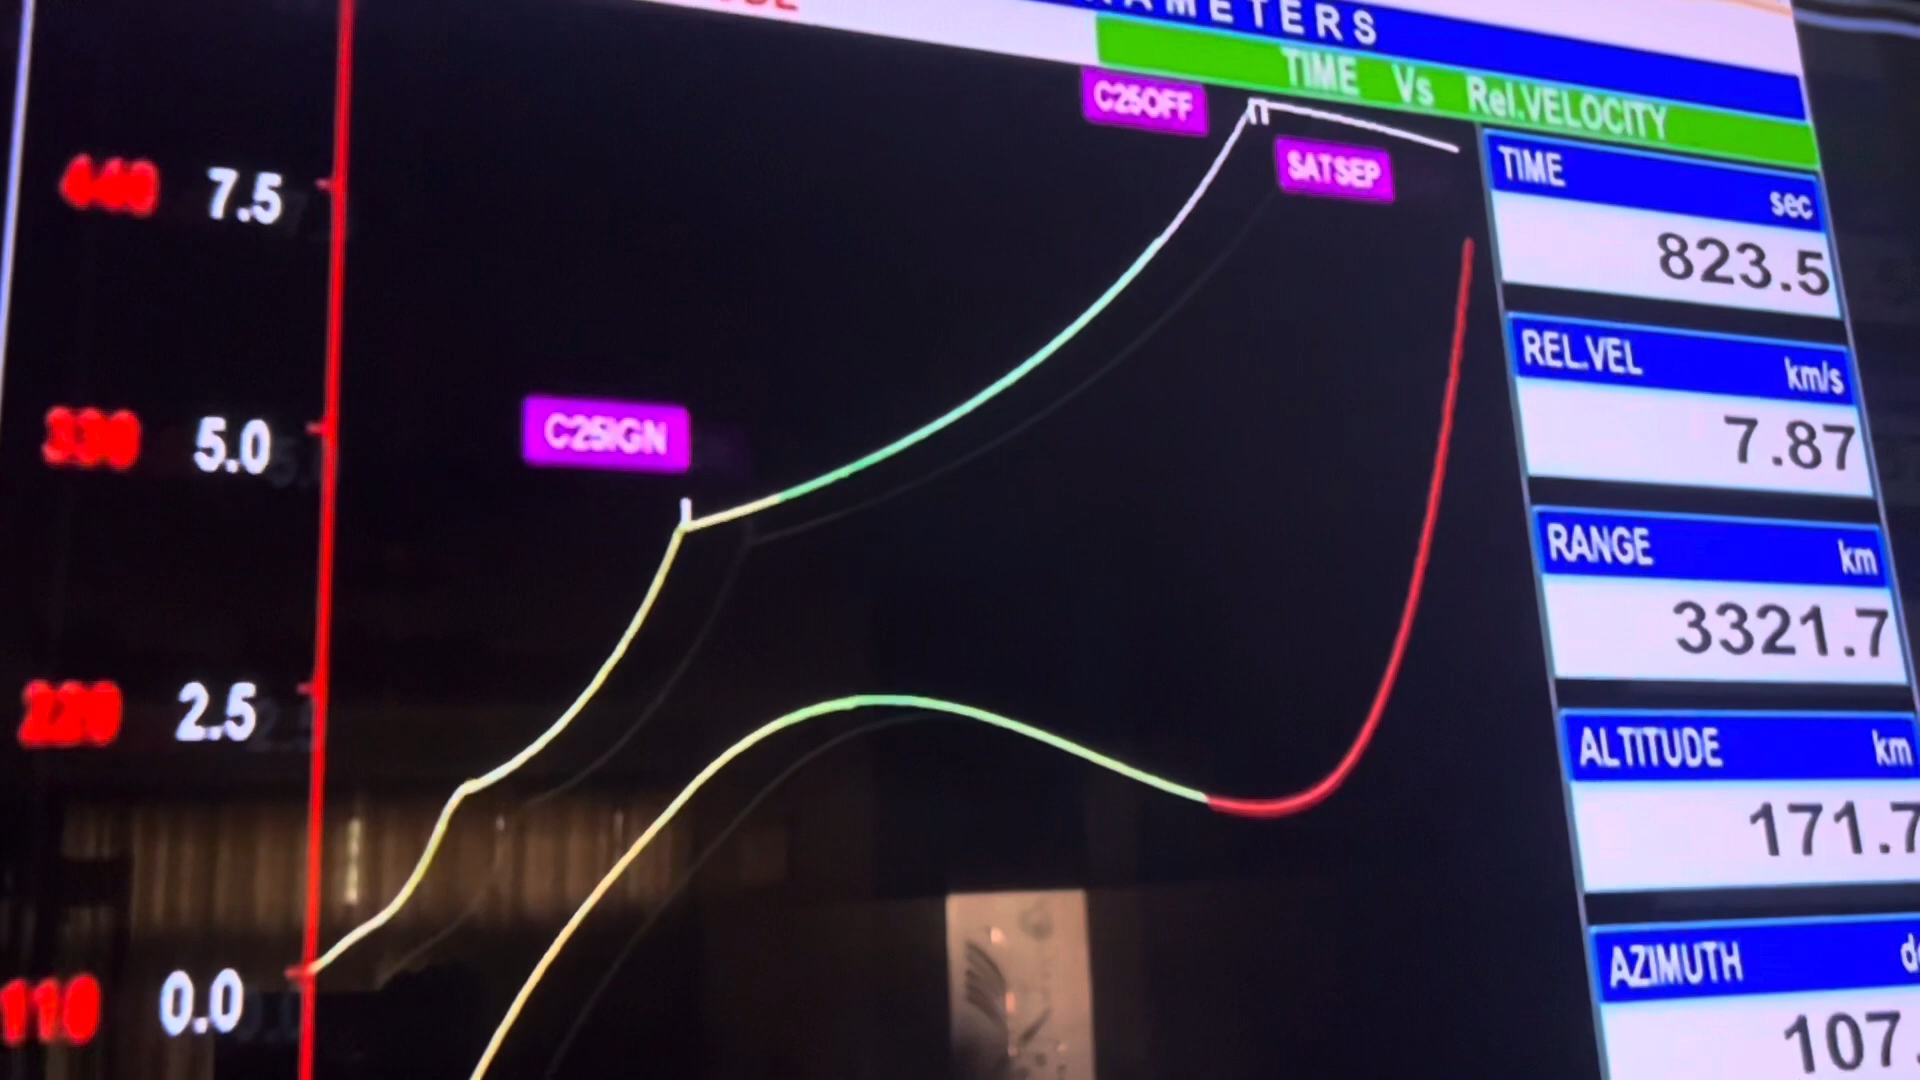 TIME Vs Rel.VELOCITY
C25OFF
SATSEP
C25IGN
440 7.5
330 5.0
220 2.5
110 0.0
TIME sec
823.5
REL.VEL km/s
7.87
RANGE km
3321.7
ALTITUDE km
171.7
AZIMUTH
107.